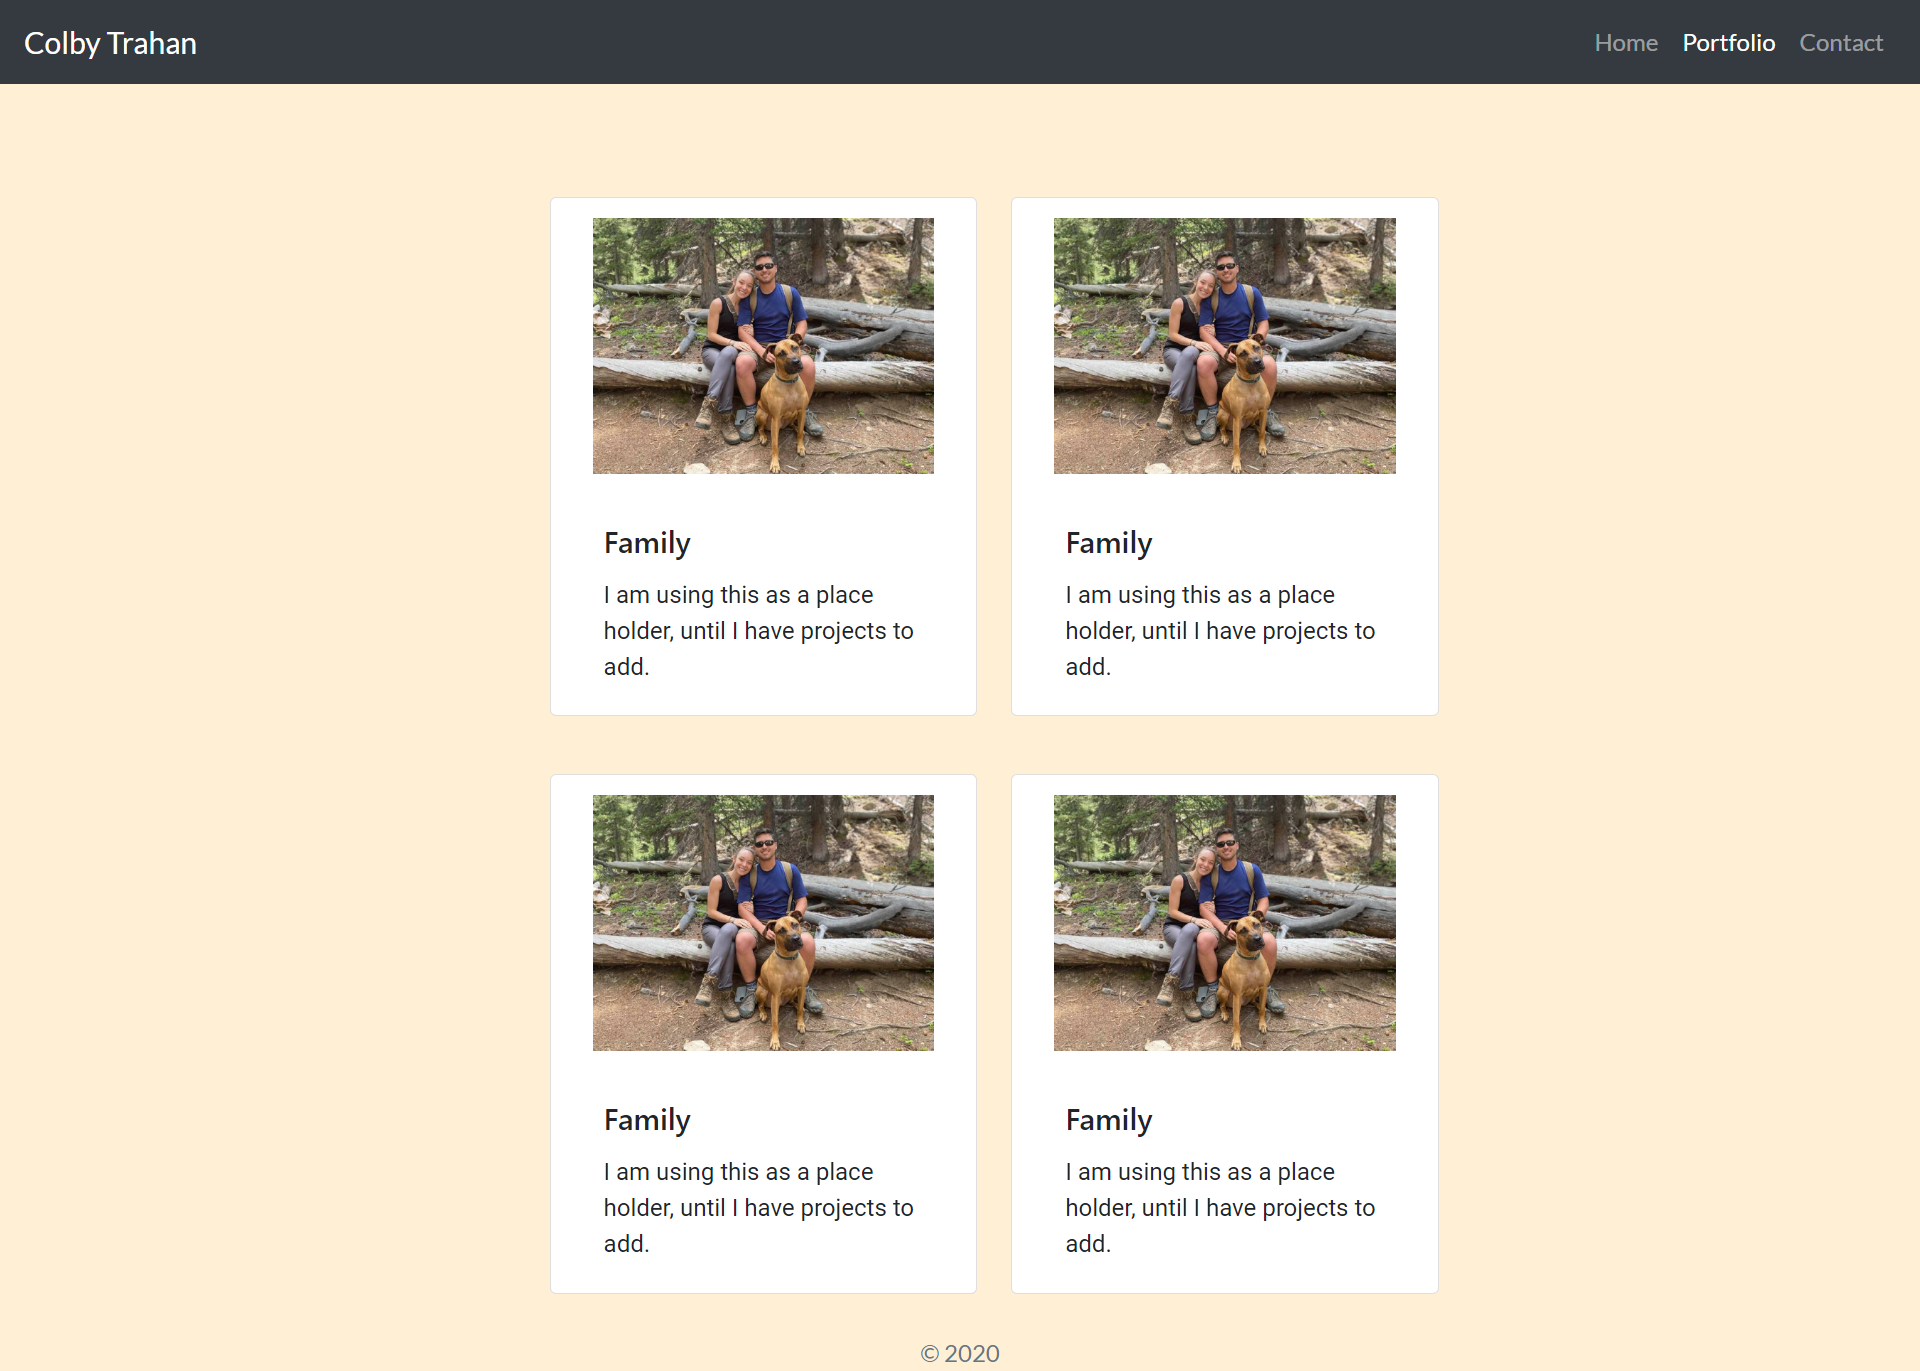 Colby Trahan
Home Portfolio Contact
Family
I am using this as a place
holder, until I have projects to
add.
Family
I am using this as a place
holder, until I have projects to
add.
Family
I am using this as a place
holder, until I have projects to
add.
Family
I am using this as a place
holder, until I have projects to
add.
© 2020